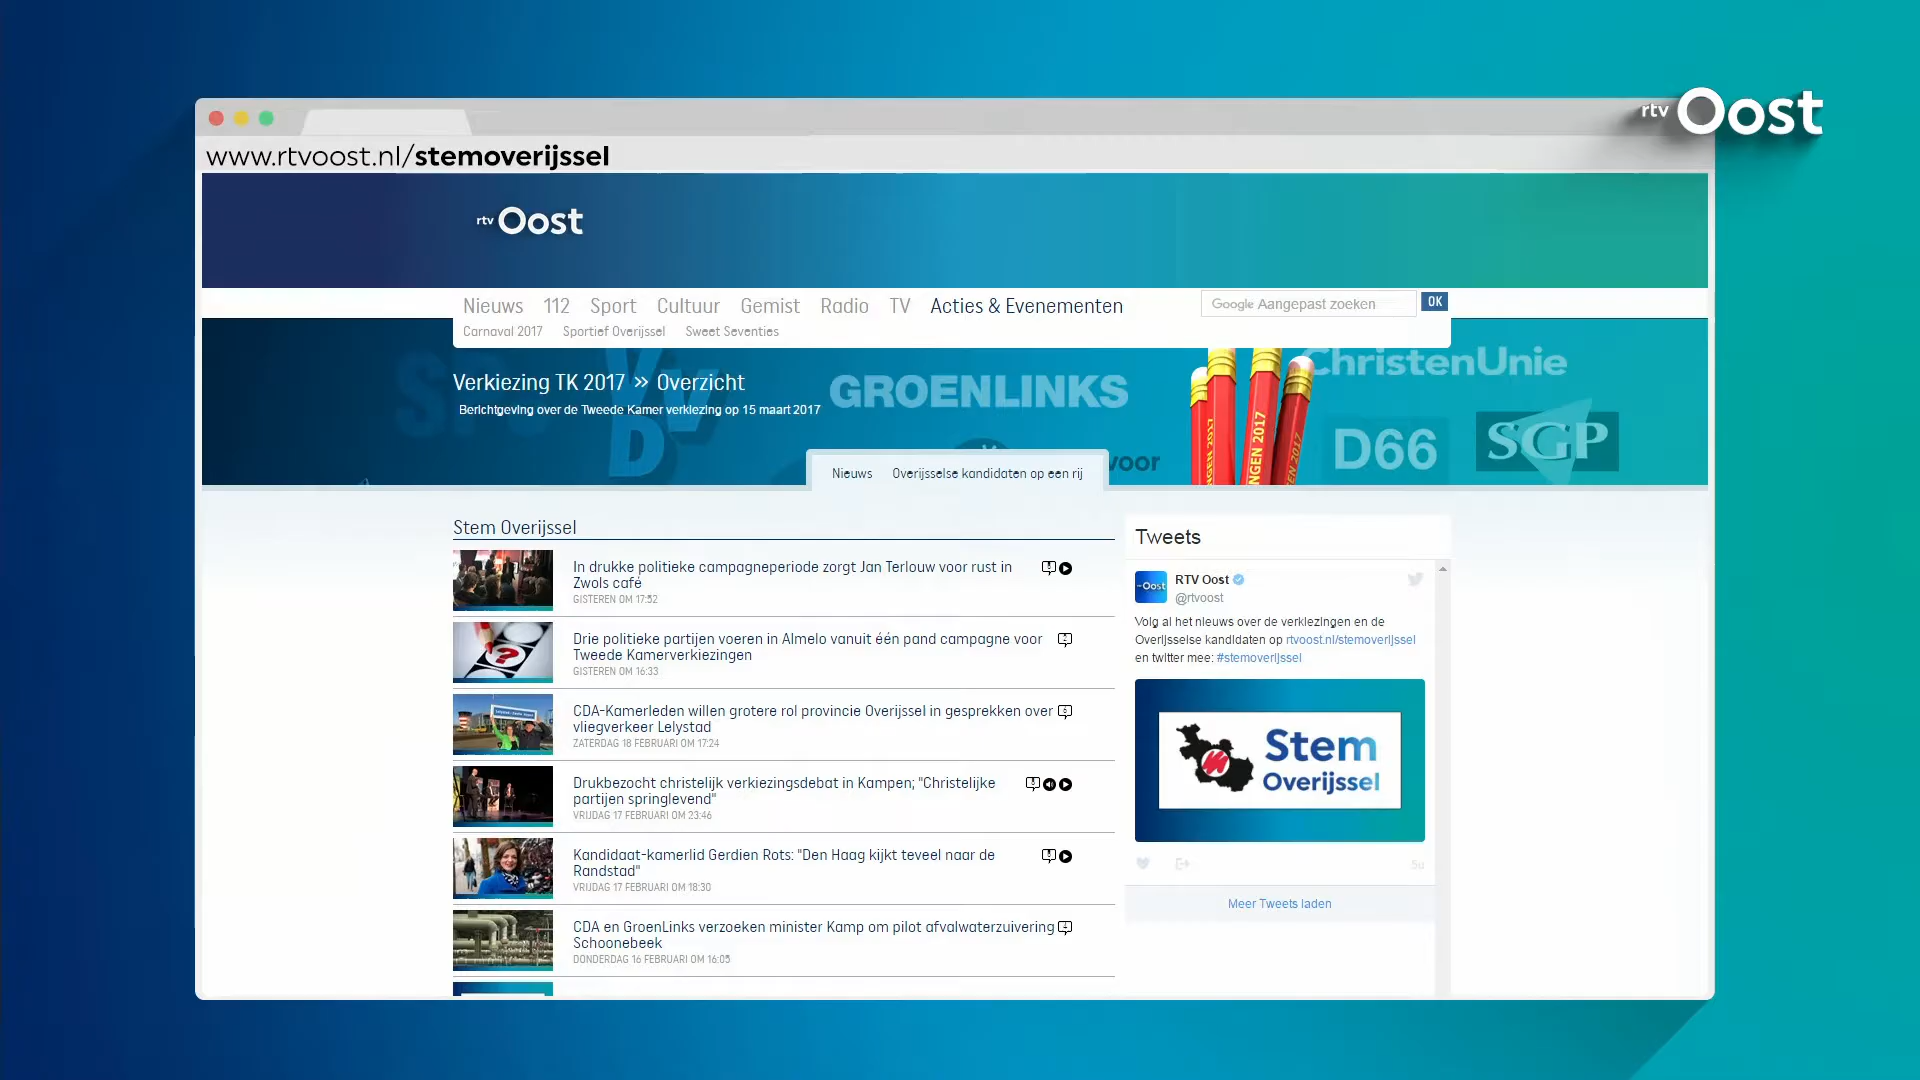 rtv Oost
www.rtvoost.nl/stemoverijssel
rtv Oost
Nieuws 112 Sport Cultuur Gemist Radio TV Acties & Evenementen
Google Aangepast zoeken OK
Carnaval 2017 Sportief Overijssel Sweet Seventies
VVD
ChristenUnie
Verkiezing TK 2017 » Overzicht
GROENLINKS
Berichtgeving over de Tweede Kamer verkiezing op 15 maart 2017
D66
SGP
voor
2017
NGEN 2017
EN 2017
Nieuws Overijsselse kandidaten op een rij
Stem Overijssel
In drukke politieke campagneperiode zorgt Jan Terlouw voor rust in
Zwols café
GISTEREN OM 17:52
Drie politieke partijen voeren in Almelo vanuit één pand campagne voor
Tweede Kamerverkiezingen
GISTEREN OM 16:33
CDA-Kamerleden willen grotere rol provincie Overijssel in gesprekken over
vliegverkeer Lelystad
ZATERDAG 18 FEBRUARI OM 17:24
Drukbezocht christelijk verkiezingsdebat in Kampen; "Christelijke
partijen springlevend"
VRIJDAG 17 FEBRUARI OM 23:46
Kandidaat-kamerlid Gerdien Rots: "Den Haag kijkt teveel naar de
Randstad"
VRIJDAG 17 FEBRUARI OM 18:30
CDA en GroenLinks verzoeken minister Kamp om pilot afvalwaterzuivering
Schoonebeek
DONDERDAG 16 FEBRUARI OM 16:05
Tweets
Oost
RTV Oost
@rtvoost
Volg al het nieuws over de verkiezingen en de
Overijsselse kandidaten op rtvoost.nl/stemoverijssel
en twitter mee: #stemoverijssel
Stem
Overijssel
5u
Meer Tweets laden